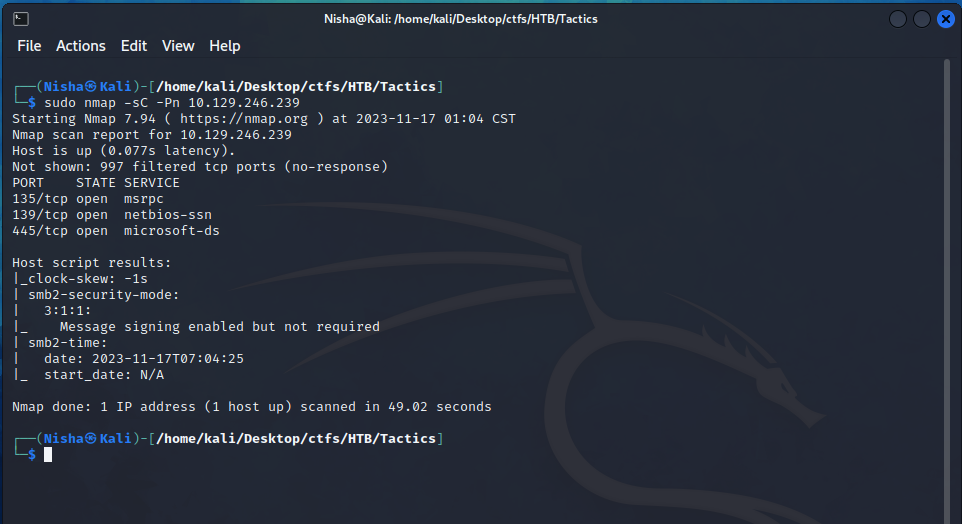 Nisha@Kali: /home/kali/Desktop/ctfs/HTB/Tactics
File Actions Edit View Help
┌──(Nisha㉿Kali)-[/home/kali/Desktop/ctfs/HTB/Tactics]
└─$ sudo nmap -sC -Pn 10.129.246.239
Starting Nmap 7.94 ( https://nmap.org ) at 2023-11-17 01:04 CST
Nmap scan report for 10.129.246.239
Host is up (0.077s latency).
Not shown: 997 filtered tcp ports (no-response)
PORT    STATE SERVICE
135/tcp open  msrpc
139/tcp open  netbios-ssn
445/tcp open  microsoft-ds
Host script results:
|_clock-skew: -1s
| smb2-security-mode:
|   3:1:1:
|_    Message signing enabled but not required
| smb2-time:
|   date: 2023-11-17T07:04:25
|_  start_date: N/A
Nmap done: 1 IP address (1 host up) scanned in 49.02 seconds
┌──(Nisha㉿Kali)-[/home/kali/Desktop/ctfs/HTB/Tactics]
└─$